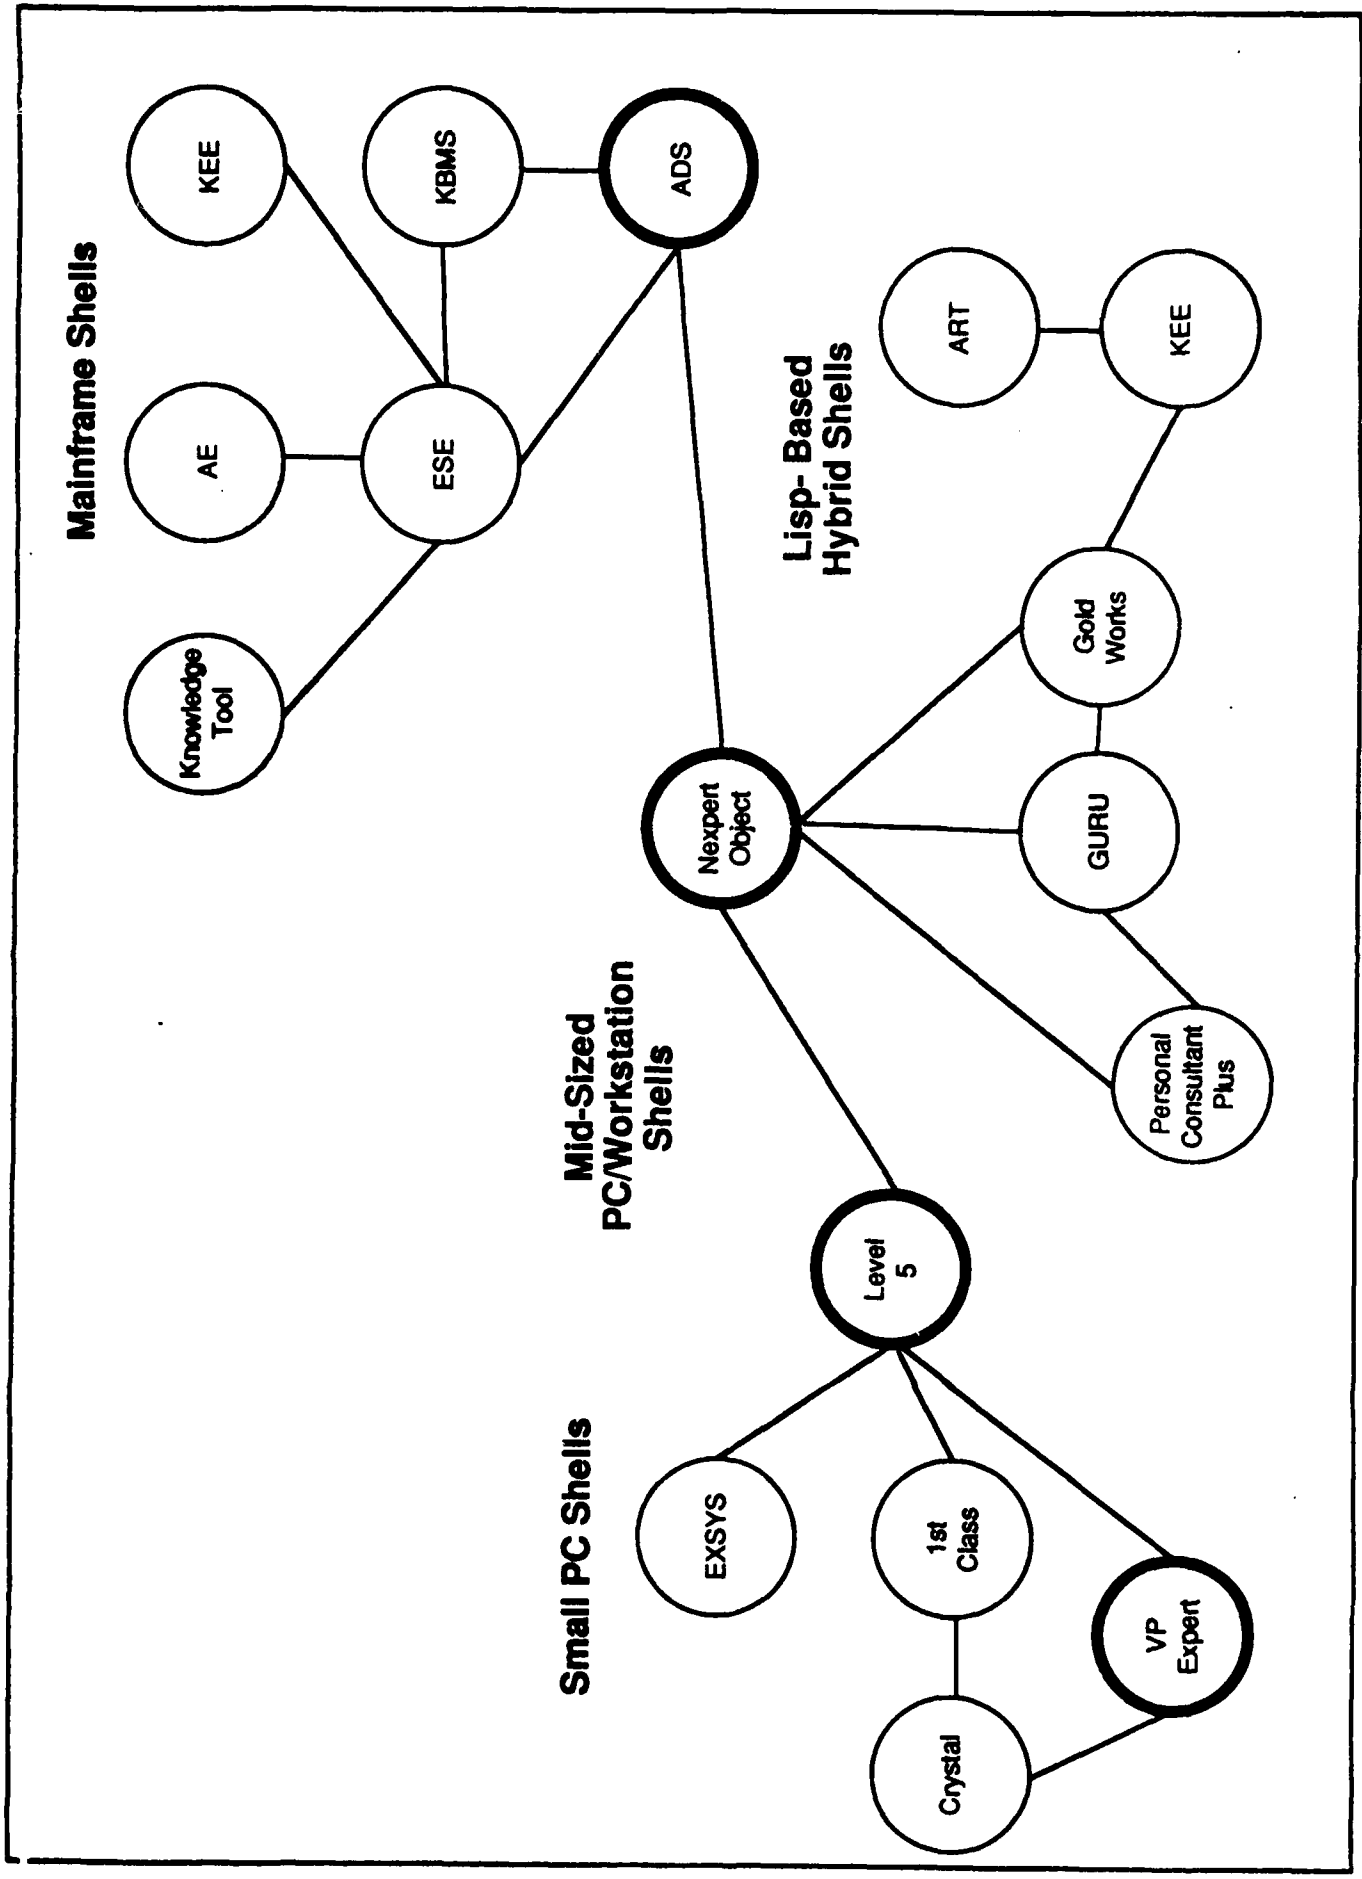 Mainframe Shells
Knowledge
Tool
AE
KEE
ESE
KBMS
ADS
Small PC Shells
Mid-Sized
PC/Workstation
Shells
Lisp- Based
Hybrid Shells
EXSYS
Nexpert
Object
Crystal
1st
Class
Level
5
ART
VP
Expert
Personal
Consultant
Plus
GURU
Gold
Works
KEE